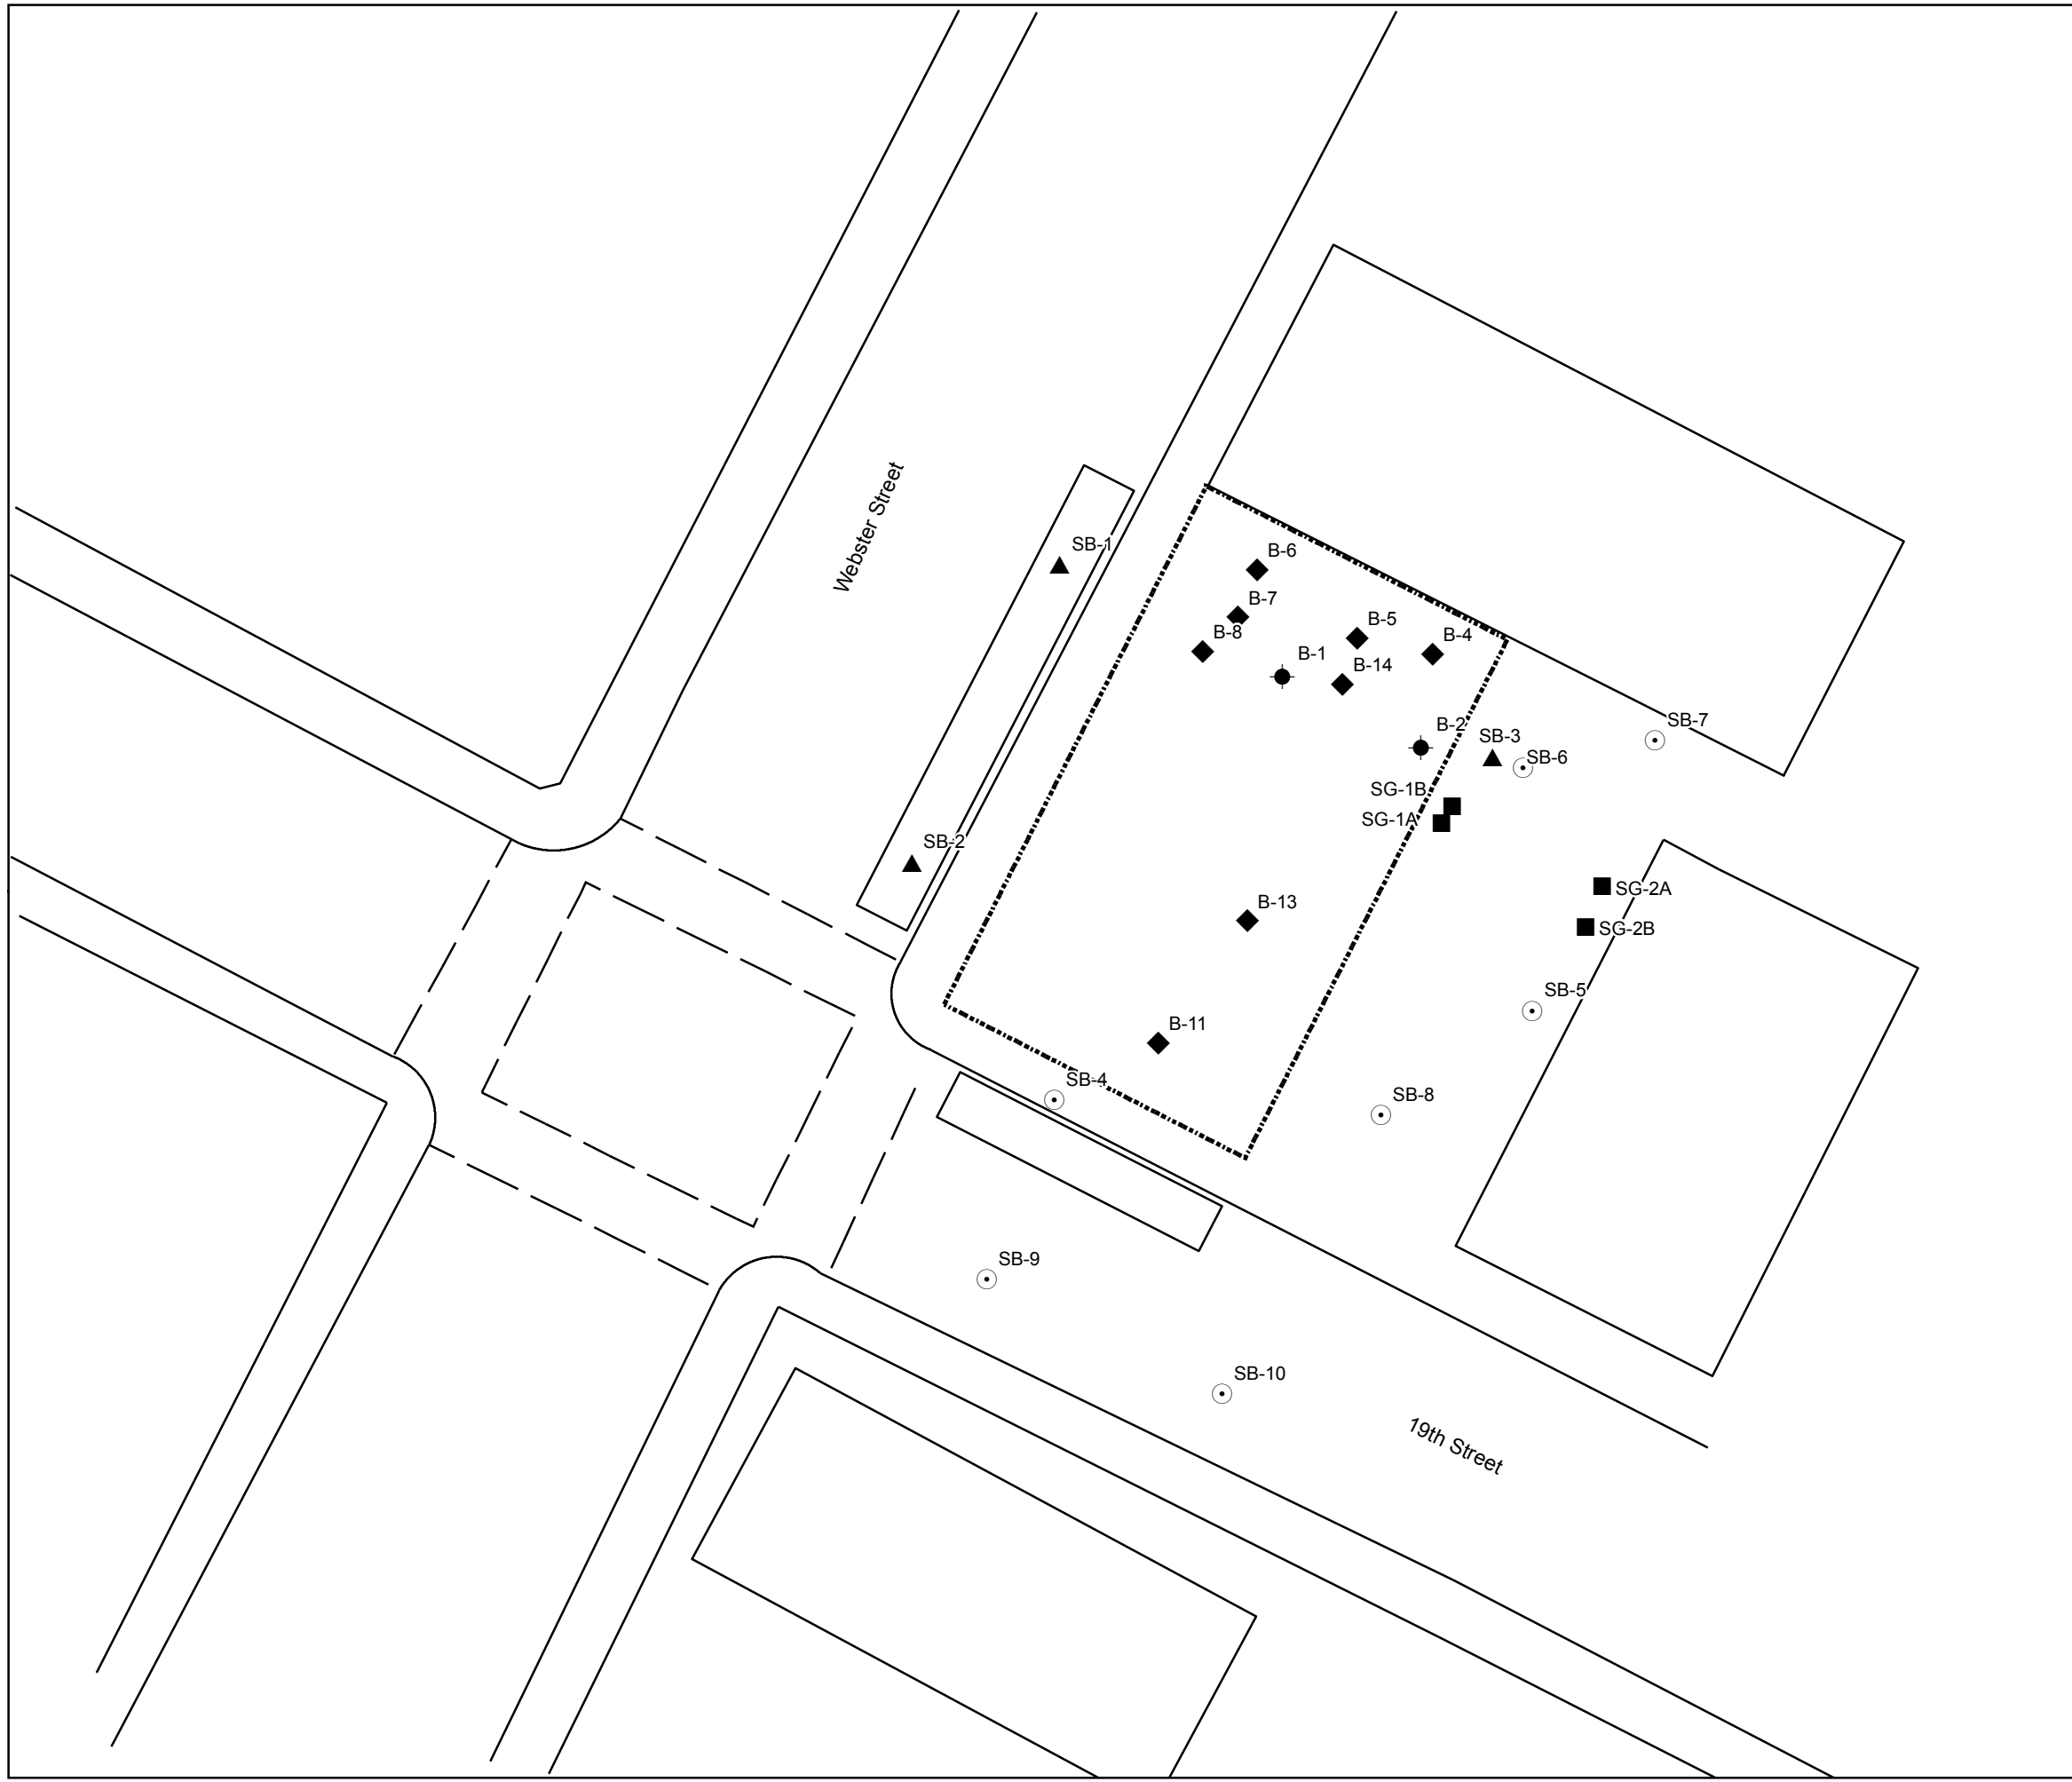 Webster Street
SB-1
B-6
B-7
B-8
B-5
B-4
B-1
B-14
B-2
SB-3
SB-7
SB-6
SG-1B
SG-1A
SB-2
SG-2A
B-13
SG-2B
SB-5
B-11
SB-4
SB-8
SB-9
SB-10
19th Street